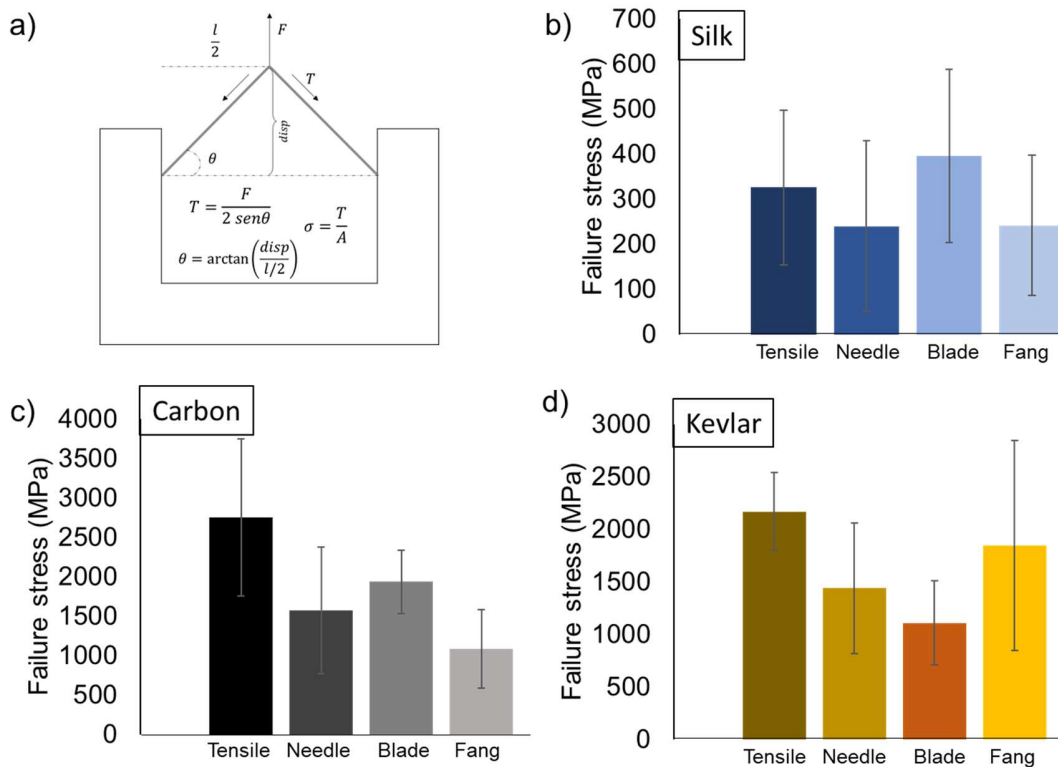 a)
l/2
F
T
disp
θ
T = F / 2 senθ
σ = T / A
θ = arctan(disp / l/2)
b)
Silk
Failure stress (MPa)
700
600
500
400
300
200
100
0
Tensile Needle Blade Fang
c)
Carbon
Failure stress (MPa)
4000
3500
3000
2500
2000
1500
1000
500
0
Tensile Needle Blade Fang
d)
Kevlar
Failure stress (MPa)
3000
2500
2000
1500
1000
500
0
Tensile Needle Blade Fang